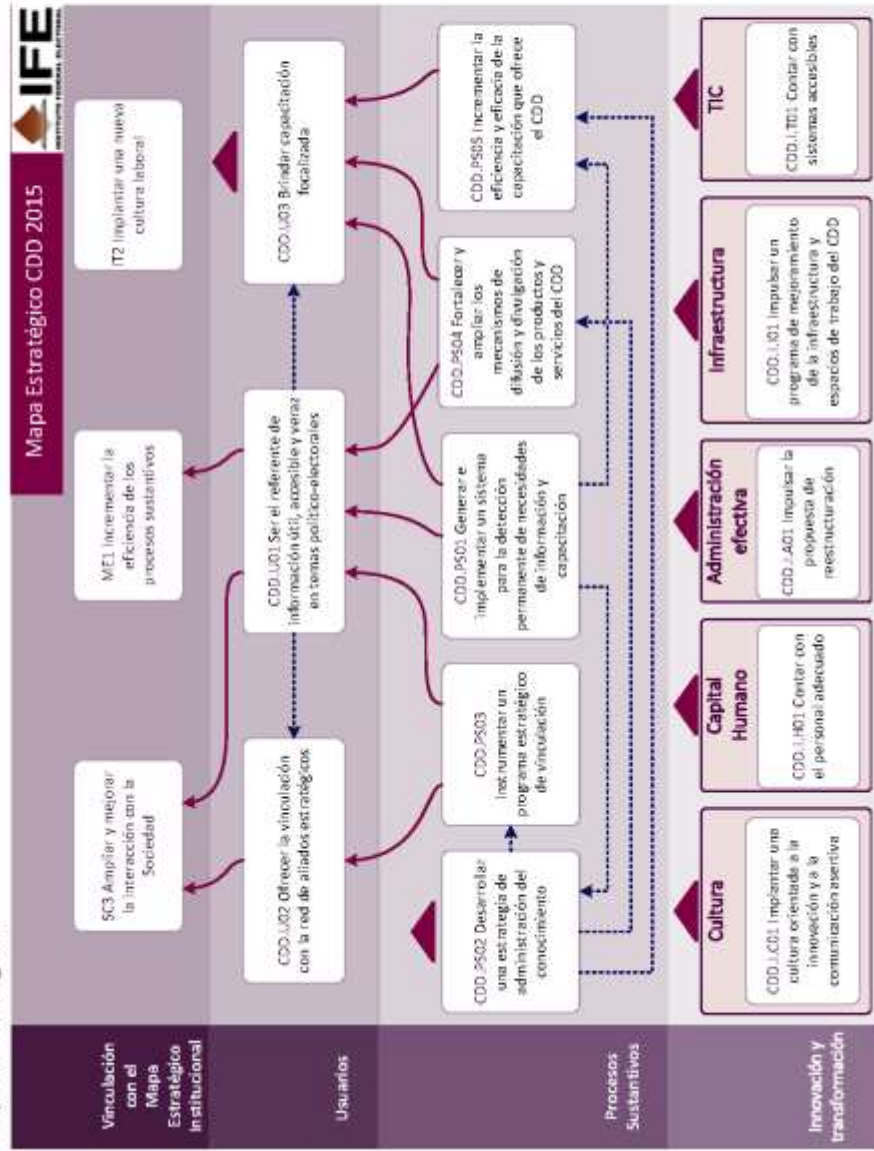 Mapa Estratégico CDD 2015
IFE
INSTITUTO FEDERAL ELECTORAL
Vinculación
con el
Mapa
Estratégico
Institucional
SC3 Ampliar y mejorar
la interacción con la
Sociedad
ME1 Incrementar la
eficiencia de los
procesos sustantivos
IT2 Implantar una nueva
cultura laboral
Usuarios
CDD.U02 Ofrecer la vinculación
con la red de aliados estratégicos
CDD.U01 Ser el referente de
información útil, accesible y veraz
en temas político-electorales
CDD.U03 Brindar capacitación
focalizada
Procesos
Sustantivos
CDD.PS02 Desarrollar
una estrategia de
administración del
conocimiento
CDD.PS03
Instrumentar un
programa estratégico
de vinculación
CDD.PS01 Generar e
implementar un sistema
para la detección
permanente de necesidades
de información y
capacitación
CDD.PS04 Fortalecer y
ampliar los
mecanismos de
difusión y divulgación
de los productos y
servicios del CDD
CDD.PS05 Incrementar la
eficiencia y eficacia de la
capacitación que ofrece
el CDD
Innovación y
transformación
Cultura
CDD.I.C01 Implantar una
cultura orientada a la
innovación y a la
comunicación asertiva
Capital
Humano
CDD.I.H01 Contar con
el personal adecuado
Administración
efectiva
CDD.I.A01 Impulsar la
propuesta de
reestructuración
Infraestructura
CDD.I.I01 Impulsar un
programa de mejoramiento
de la infraestructura y
espacios de trabajo del CDD
TIC
CDD.I.T01 Contar con
sistemas accesibles